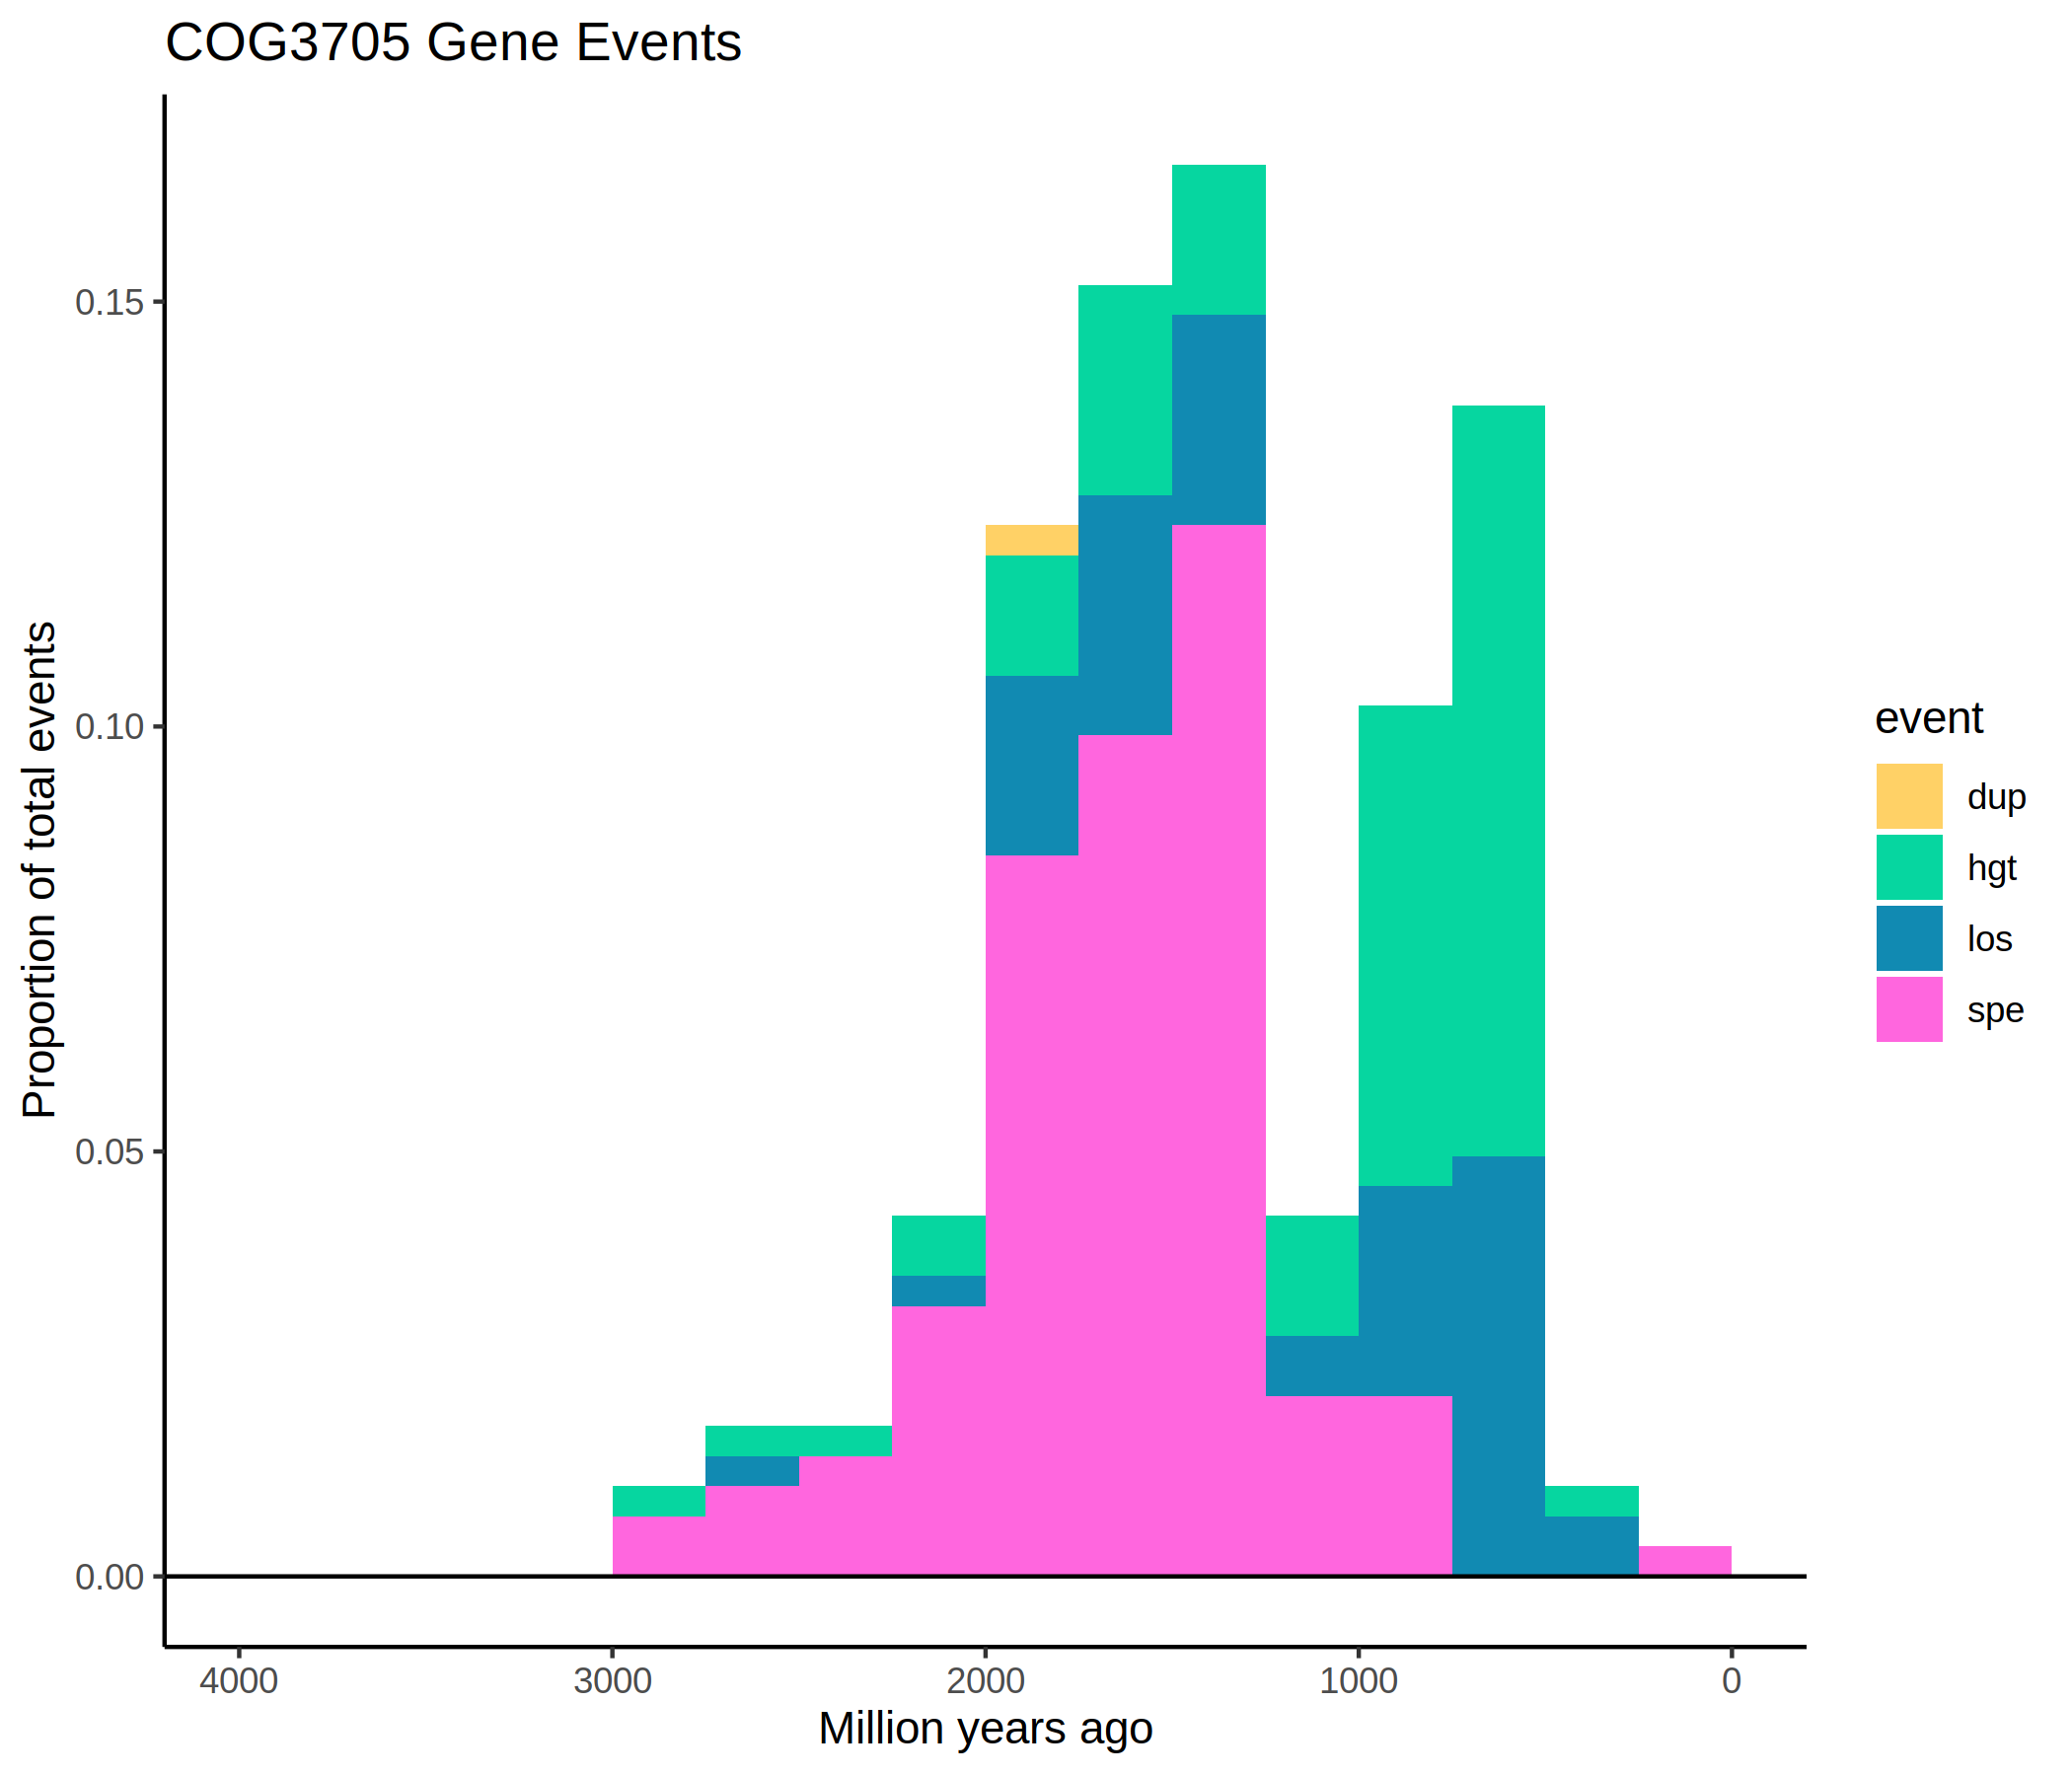 COG3705 Gene Events
Proportion of total events
0.15
0.10
0.05
0.00
4000 3000 2000 1000 0
Million years ago
event
dup
hgt
los
spe